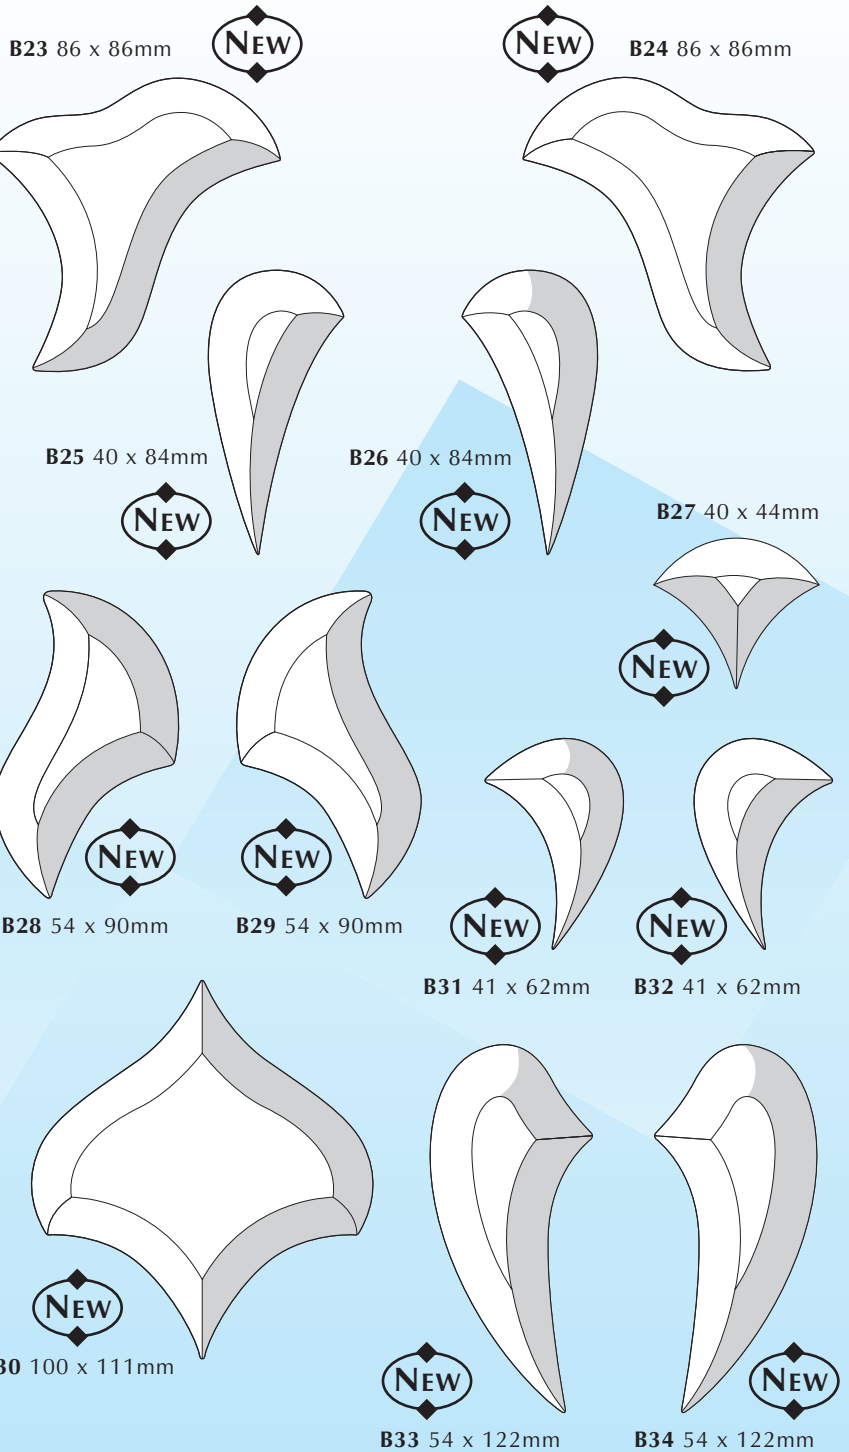 B23 86 x 86mm
NEW
NEW
B24 86 x 86mm
B25 40 x 84mm
NEW
B26 40 x 84mm
NEW
B27 40 x 44mm
NEW
NEW
B28 54 x 90mm
NEW
B29 54 x 90mm
NEW
B31 41 x 62mm
NEW
B32 41 x 62mm
NEW
30 100 x 111mm
NEW
B33 54 x 122mm
NEW
B34 54 x 122mm